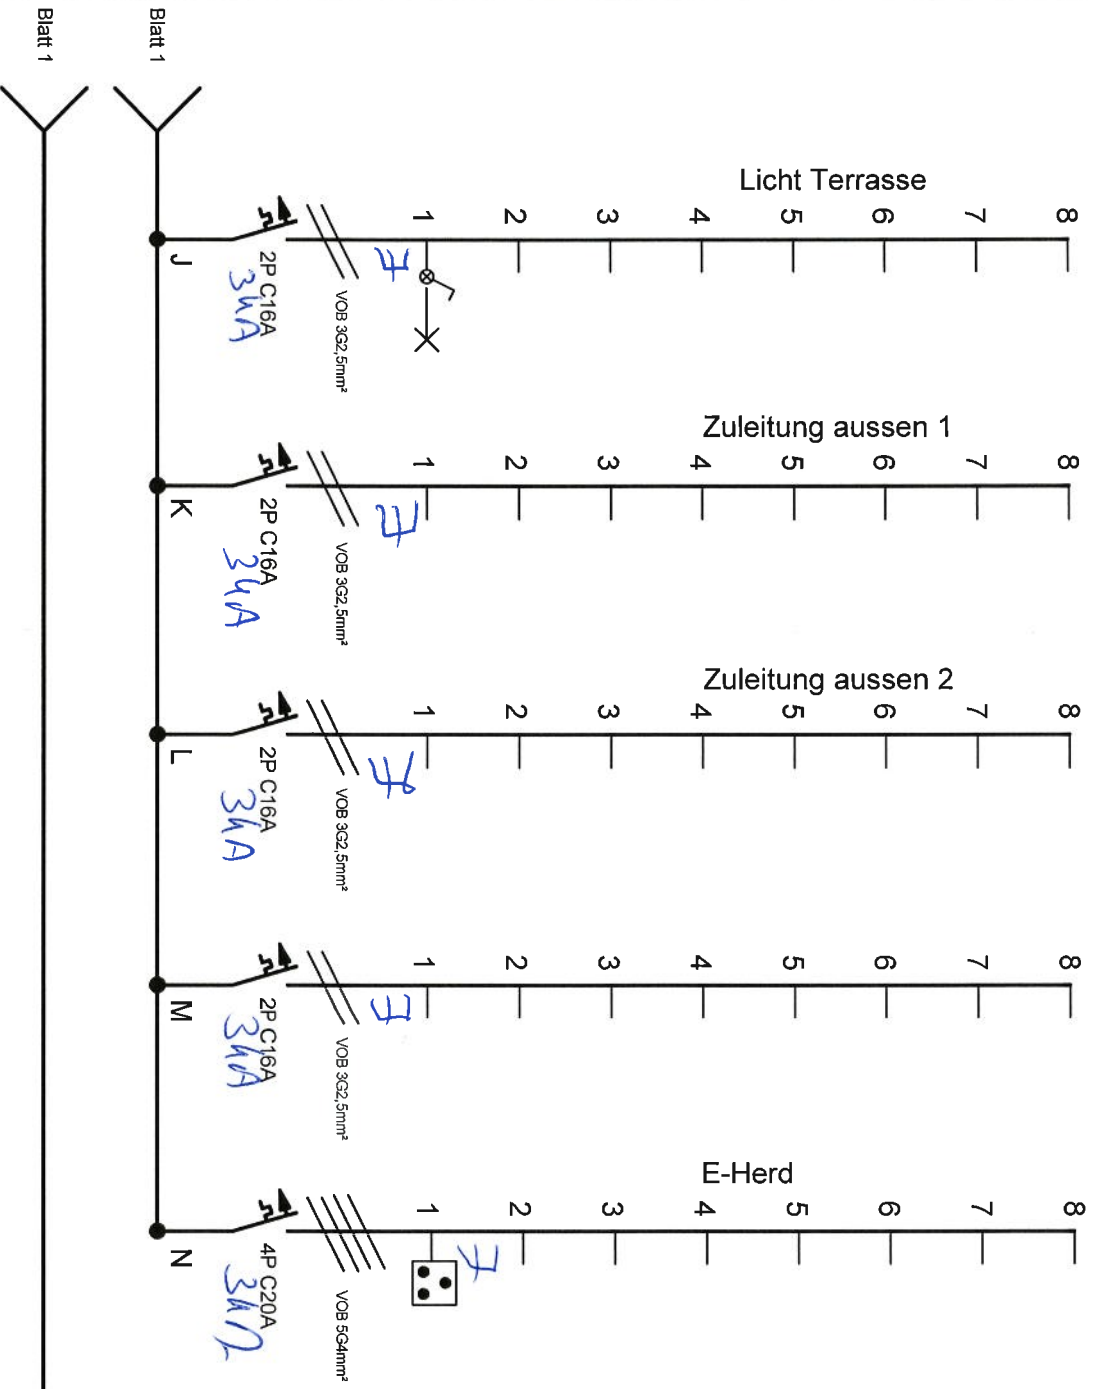 Blatt 1
Blatt 1
Licht Terrasse
1 2 3 4 5 6 7 8
J
2P C16A
3kA
VOB 3G2,5mm²
Zuleitung aussen 1
1 2 3 4 5 6 7 8
K
2P C16A
3kA
VOB 3G2,5mm²
Zuleitung aussen 2
1 2 3 4 5 6 7 8
L
2P C16A
3kA
VOB 3G2,5mm²
1 2 3 4 5 6 7 8
M
2P C16A
3kA
VOB 3G2,5mm²
E-Herd
1 2 3 4 5 6 7 8
N
4P C20A
VOB 5G4mm²